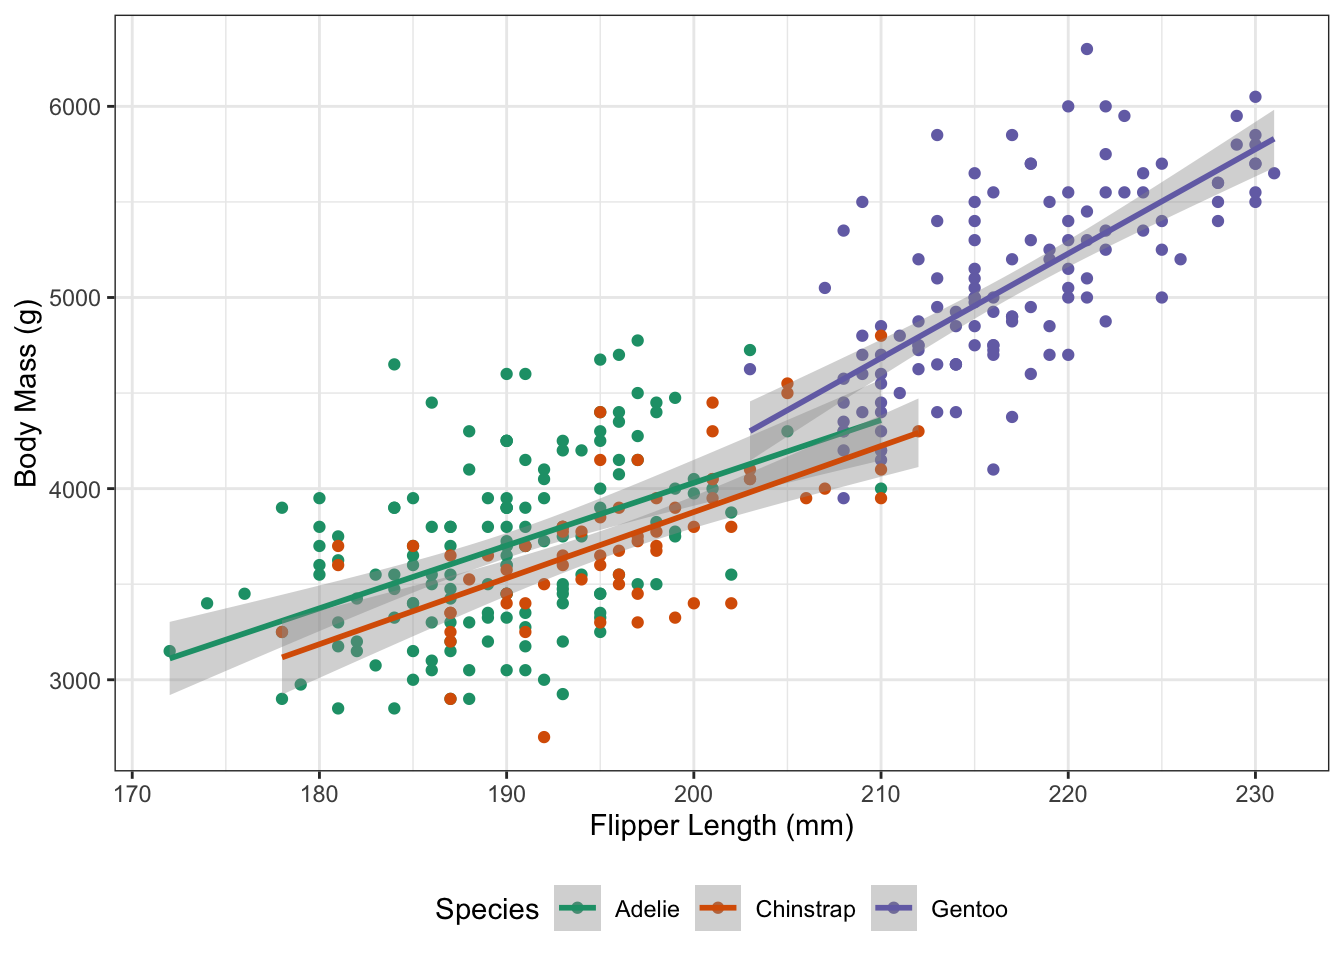 6000
5000
4000
3000
Body Mass (g)
170 180 190 200 210 220 230
Flipper Length (mm)
Species Adelie Chinstrap Gentoo